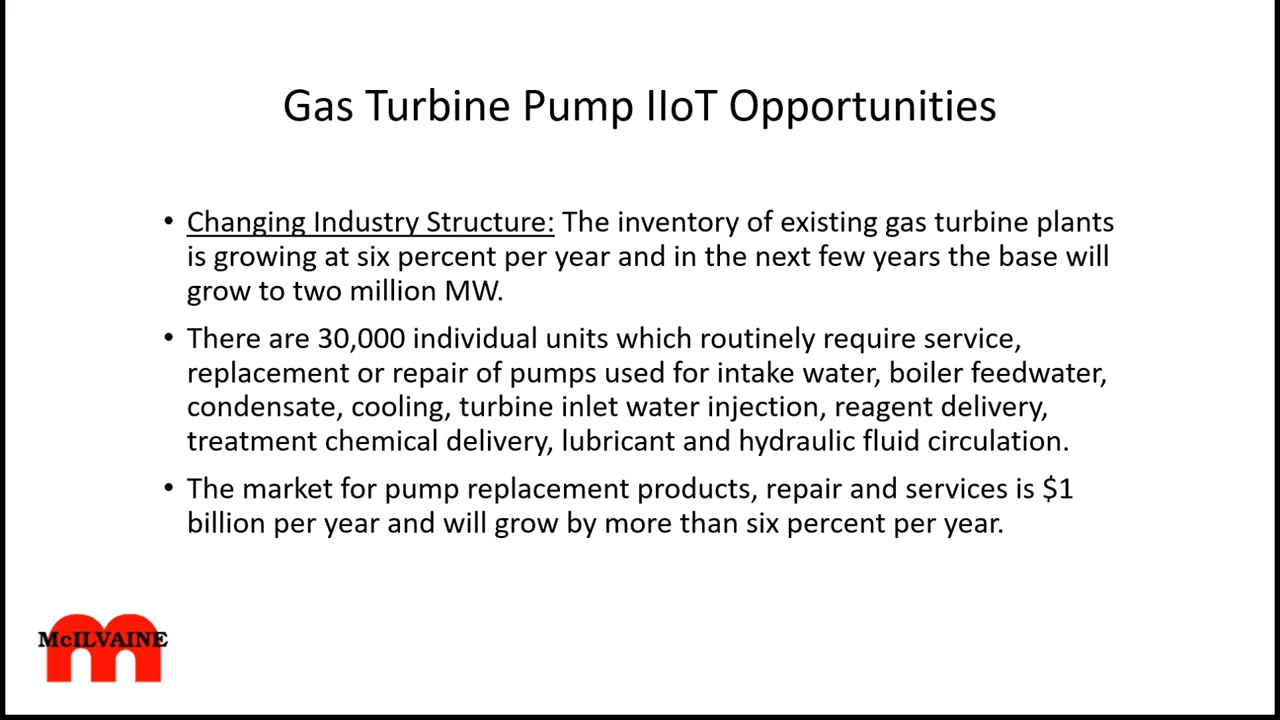 Gas Turbine Pump IIoT Opportunities
• Changing Industry Structure: The inventory of existing gas turbine plants
is growing at six percent per year and in the next few years the base will
grow to two million MW.
• There are 30,000 individual units which routinely require service,
replacement or repair of pumps used for intake water, boiler feedwater,
condensate, cooling, turbine inlet water injection, reagent delivery,
treatment chemical delivery, lubricant and hydraulic fluid circulation.
• The market for pump replacement products, repair and services is $1
billion per year and will grow by more than six percent per year.
McILVAINE